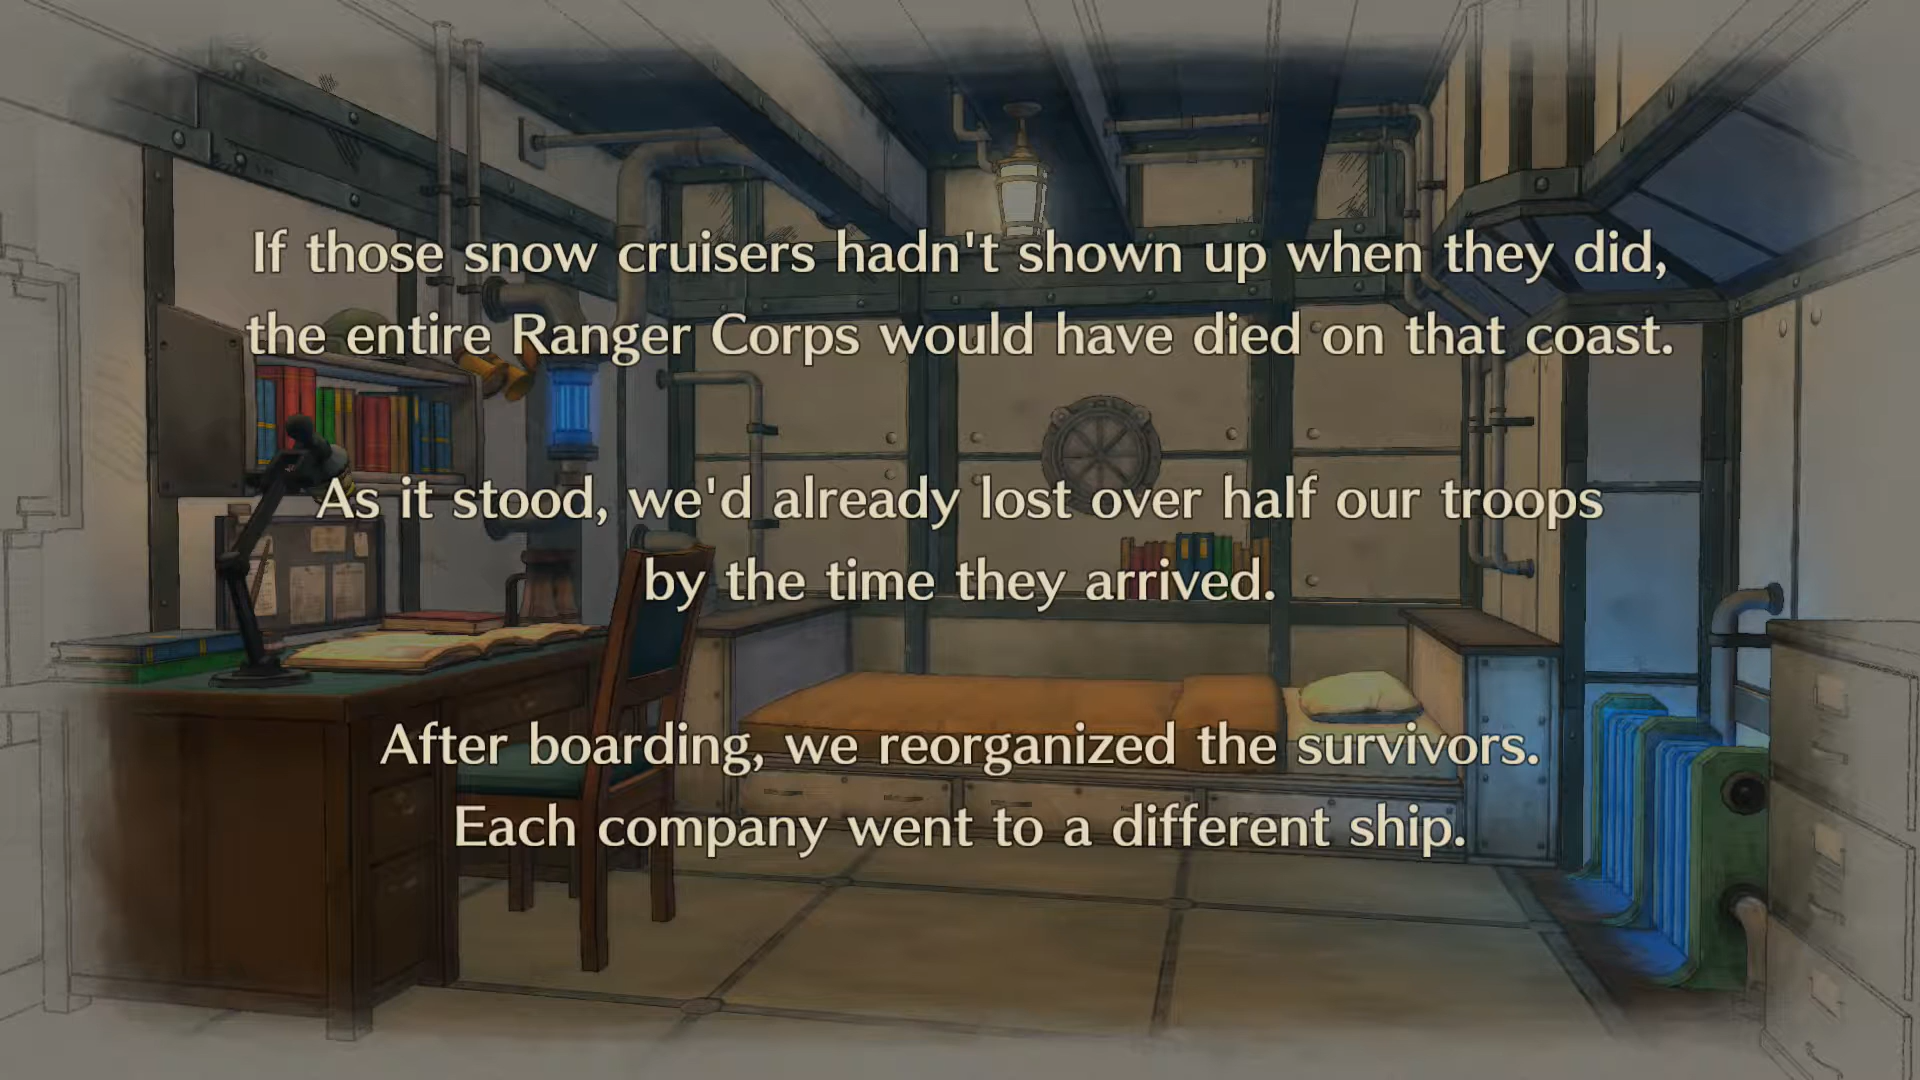 If those snow cruisers hadn't shown up when they did,
the entire Ranger Corps would have died on that coast.
As it stood, we'd already lost over half our troops
by the time they arrived.
After boarding, we reorganized the survivors.
Each company went to a different ship.